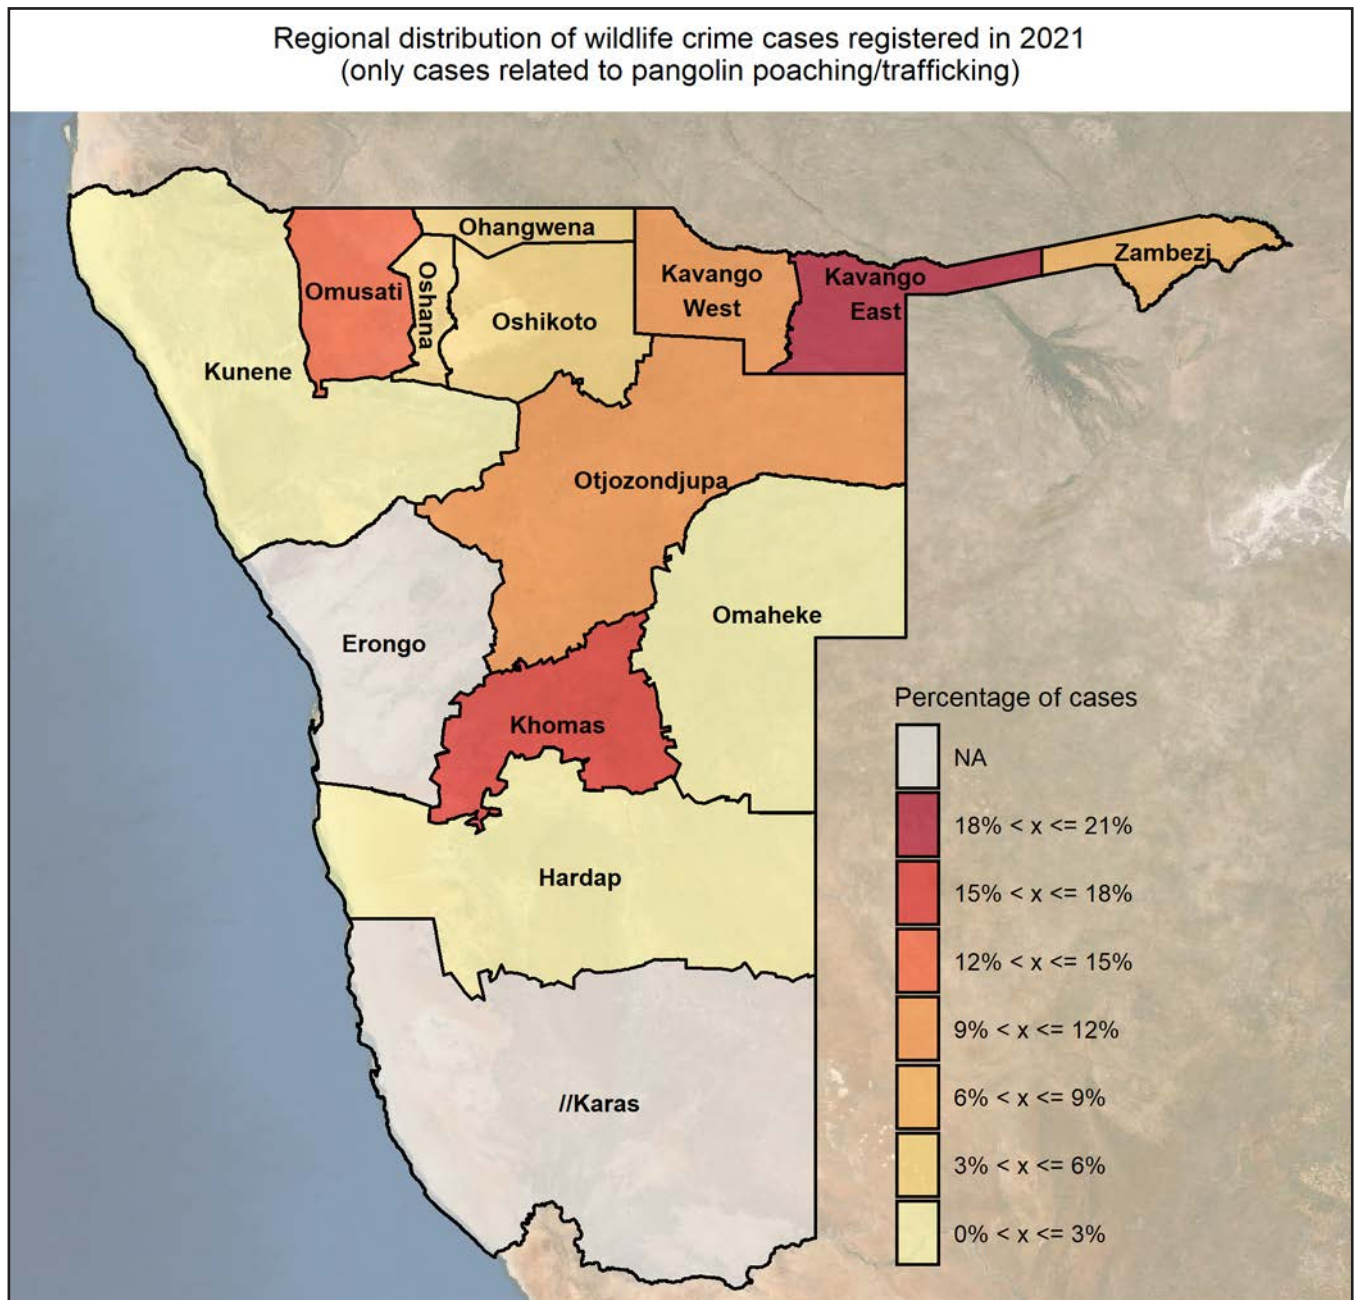 Regional distribution of wildlife crime cases registered in 2021
(only cases related to pangolin poaching/trafficking)
Ohangwena
Zambezi
Kavango
West
Kavango
East
Omusati
Oshana
Oshikoto
Kunene
Otjozondjupa
Omaheke
Erongo
Khomas
Hardap
//Karas
Percentage of cases
NA
18% < x <= 21%
15% < x <= 18%
12% < x <= 15%
9% < x <= 12%
6% < x <= 9%
3% < x <= 6%
0% < x <= 3%